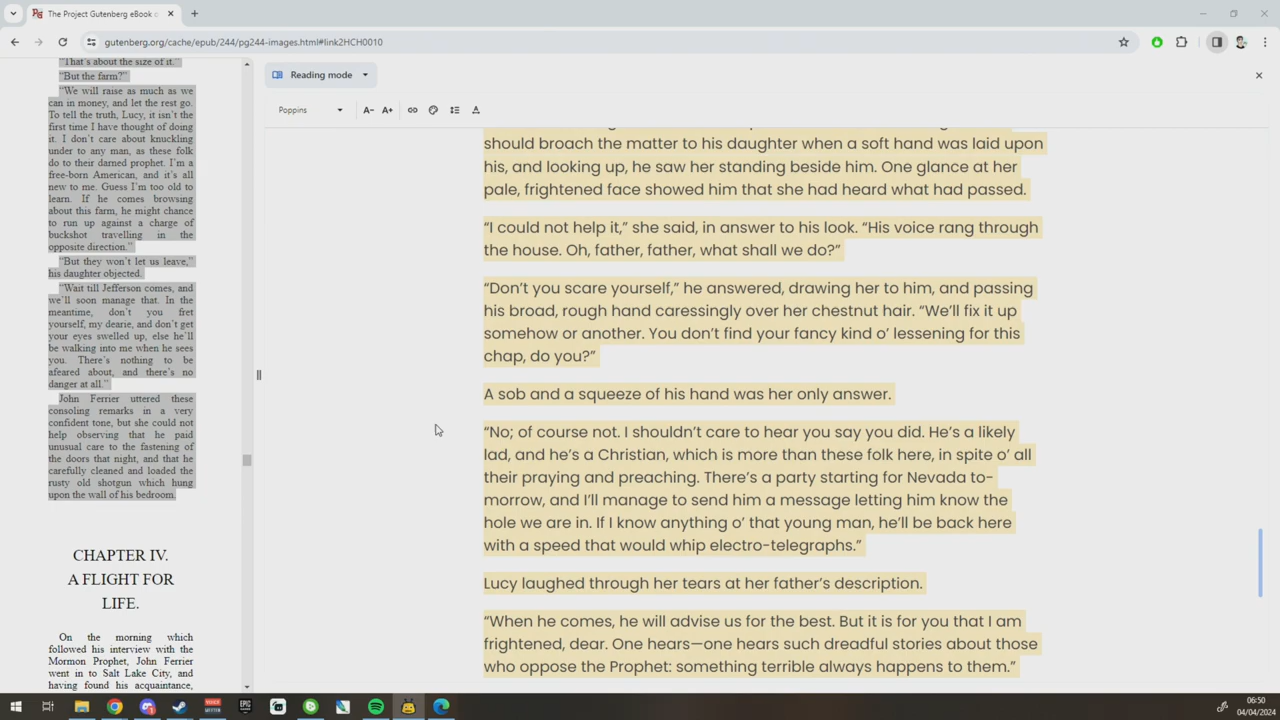 The Project Gutenberg eBook o
gutenberg.org/cache/epub/244/pg244-images.html#link2HCH0010
“That’s about the size of it.”
“But the farm?”
“We will raise as much as we
can in money, and let the rest go.
To tell the truth, Lucy, it isn’t the
first time I have thought of doing
it. I don’t care about knuckling
under to any man, as these folk
do to their darned prophet. I’m a
free-born American, and it’s all
new to me. Guess I’m too old to
learn. If he comes browsing
about this farm, he might chance
to run up against a charge of
buckshot travelling in the
opposite direction.”
“But they won’t let us leave,”
his daughter objected.
“Wait till Jefferson comes, and
we’ll soon manage that. In the
meantime, don’t you fret
yourself, my dearie, and don’t get
your eyes swelled up, else he’ll
be walking into me when he sees
you. There’s nothing to be
afeared about, and there’s no
danger at all.”
John Ferrier uttered these
consoling remarks in a very
confident tone, but she could not
help observing that he paid
unusual care to the fastening of
the doors that night, and that he
carefully cleaned and loaded the
rusty old shotgun which hung
upon the wall of his bedroom.
CHAPTER IV.
A FLIGHT FOR
LIFE.
On the morning which
followed his interview with the
Mormon Prophet, John Ferrier
went in to Salt Lake City, and
having found his acquaintance,
Reading mode
Poppins
A- A+
should broach the matter to his daughter when a soft hand was laid upon
his, and looking up, he saw her standing beside him. One glance at her
pale, frightened face showed him that she had heard what had passed.
“I could not help it,” she said, in answer to his look. “His voice rang through
the house. Oh, father, father, what shall we do?”
“Don’t you scare yourself,” he answered, drawing her to him, and passing
his broad, rough hand caressingly over her chestnut hair. “We’ll fix it up
somehow or another. You don’t find your fancy kind o’ lessening for this
chap, do you?”
A sob and a squeeze of his hand was her only answer.
“No; of course not. I shouldn’t care to hear you say you did. He’s a likely
lad, and he’s a Christian, which is more than these folk here, in spite o’ all
their praying and preaching. There’s a party starting for Nevada to-
morrow, and I’ll manage to send him a message letting him know the
hole we are in. If I know anything o’ that young man, he’ll be back here
with a speed that would whip electro-telegraphs.”
Lucy laughed through her tears at her father’s description.
“When he comes, he will advise us for the best. But it is for you that I am
frightened, dear. One hears—one hears such dreadful stories about those
who oppose the Prophet: something terrible always happens to them.”
06:50
04/04/2024